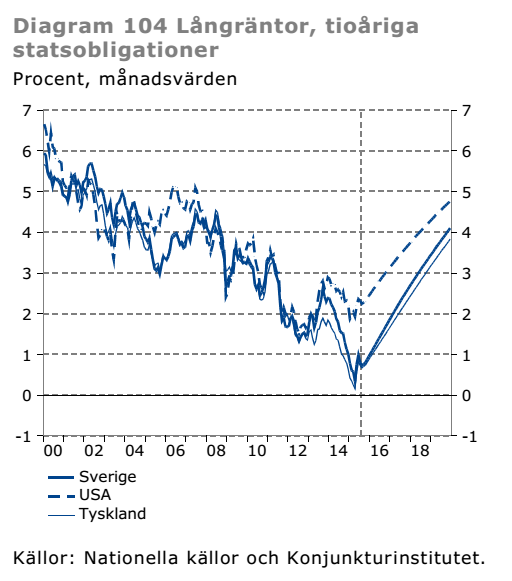 Diagram 104 Långräntor, tioåriga
statsobligationer
Procent, månadsvärden
7 7
6 6
5 5
4 4
3 3
2 2
1 1
0 0
-1 -1
00 02 04 06 08 10 12 14 16 18
Sverige
USA
Tyskland
Källor: Nationella källor och Konjunkturinstitutet.